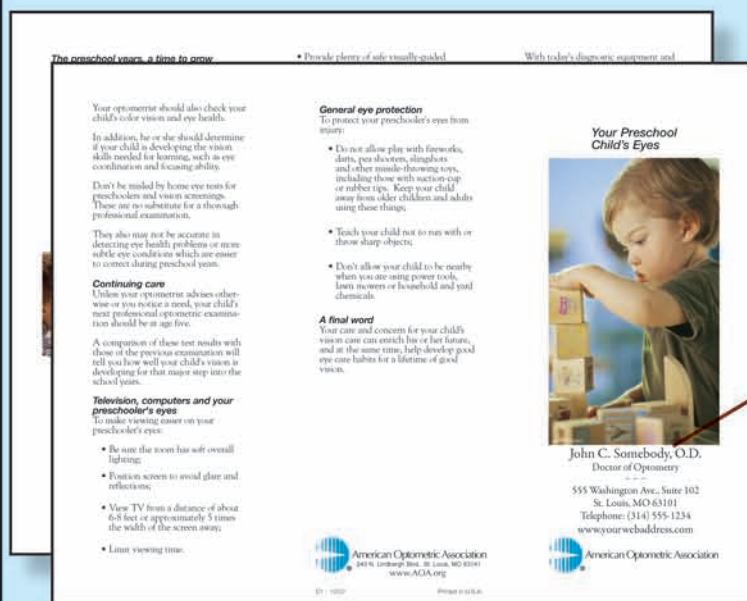 The preschool years, a time to grow
• Provide plenty of safe visually-guided
With today's diagnostic equipment and
Your optometrist should also check your
child's color vision and eye health.
In addition, he or she should determine
if your child is developing the vision
skills needed for learning, such as eye
coordination and focusing ability.
Don't be misled by home eye tests for
preschoolers and vision screenings.
These are no substitute for a thorough
professional examination.
They also may not be accurate in
detecting eye health problems or more
subtle eye conditions which are easier
to correct during preschool years.
Continuing care
Unless your optometrist advises other-
wise or you notice a need, your child's
next professional optometric examina-
tion should be at age five.
A comparison of these test results with
those of the previous examination will
tell you how well your child's vision is
developing for that major step into the
school years.
Television, computers and your
preschooler's eyes
To make viewing easier on your
preschooler's eyes:
• Be sure the room has soft overall
lighting;
• Position screen to avoid glare and
reflections;
• View TV from a distance of about
6-8 feet or approximately 5 times
the width of the screen away;
• Limit viewing time.
General eye protection
To protect your preschooler's eyes from
injury:
• Do not allow play with fireworks,
darts, pea shooters, slingshots
and other missile-throwing toys,
including those with suction-cup
or rubber tips. Keep your child
away from older children and adults
using these things;
• Teach your child not to run with or
throw sharp objects;
• Don't allow your child to be nearby
when you are using power tools,
lawn mowers or household and yard
chemicals.
A final word
Your care and concern for your child's
vision care can enrich his or her future,
and at the same time, help develop good
eye care habits for a lifetime of good
vision.
American Optometric Association
243 N. Lindbergh Blvd., St. Louis, MO 63141
www.AOA.org
Printed in U.S.A.
Your Preschool
Child's Eyes
John C. Somebody, O.D.
Doctor of Optometry
555 Washington Ave., Suite 102
St. Louis, MO 63101
Telephone: (314) 555-1234
www.yourwebaddress.com
American Optometric Association